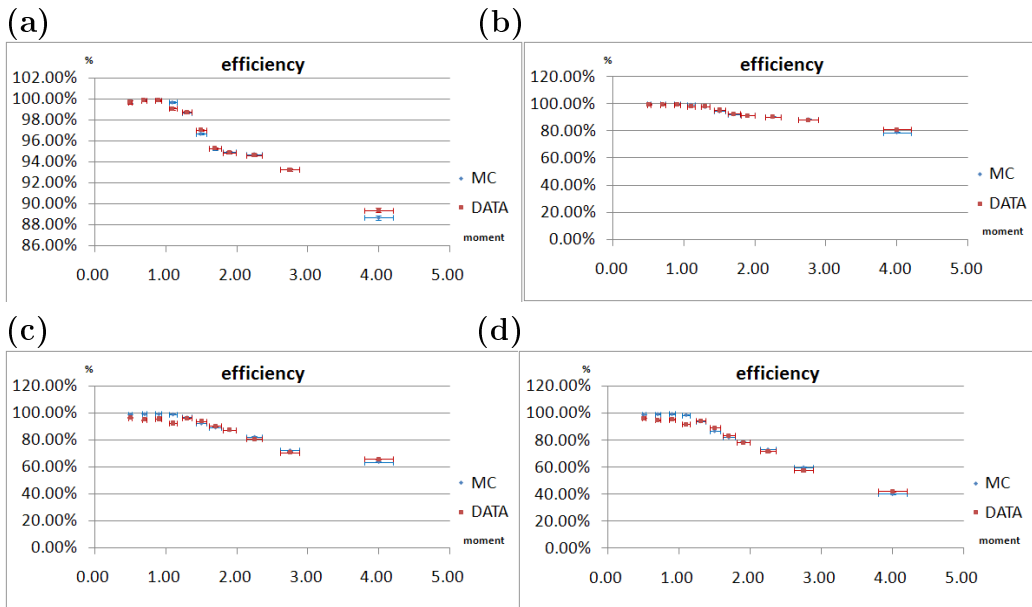 (a)
%
efficiency
102.00%
100.00%
98.00%
96.00%
94.00%
92.00%
90.00%
88.00%
86.00%
MC
DATA
moment
0.00 1.00 2.00 3.00 4.00 5.00
(b)
%
efficiency
120.00%
100.00%
80.00%
60.00%
40.00%
20.00%
0.00%
MC
DATA
moment
0.00 1.00 2.00 3.00 4.00 5.00
(c)
%
efficiency
120.00%
100.00%
80.00%
60.00%
40.00%
20.00%
0.00%
MC
DATA
moment
0.00 1.00 2.00 3.00 4.00 5.00
(d)
%
efficiency
120.00%
100.00%
80.00%
60.00%
40.00%
20.00%
0.00%
MC
DATA
moment
0.00 1.00 2.00 3.00 4.00 5.00